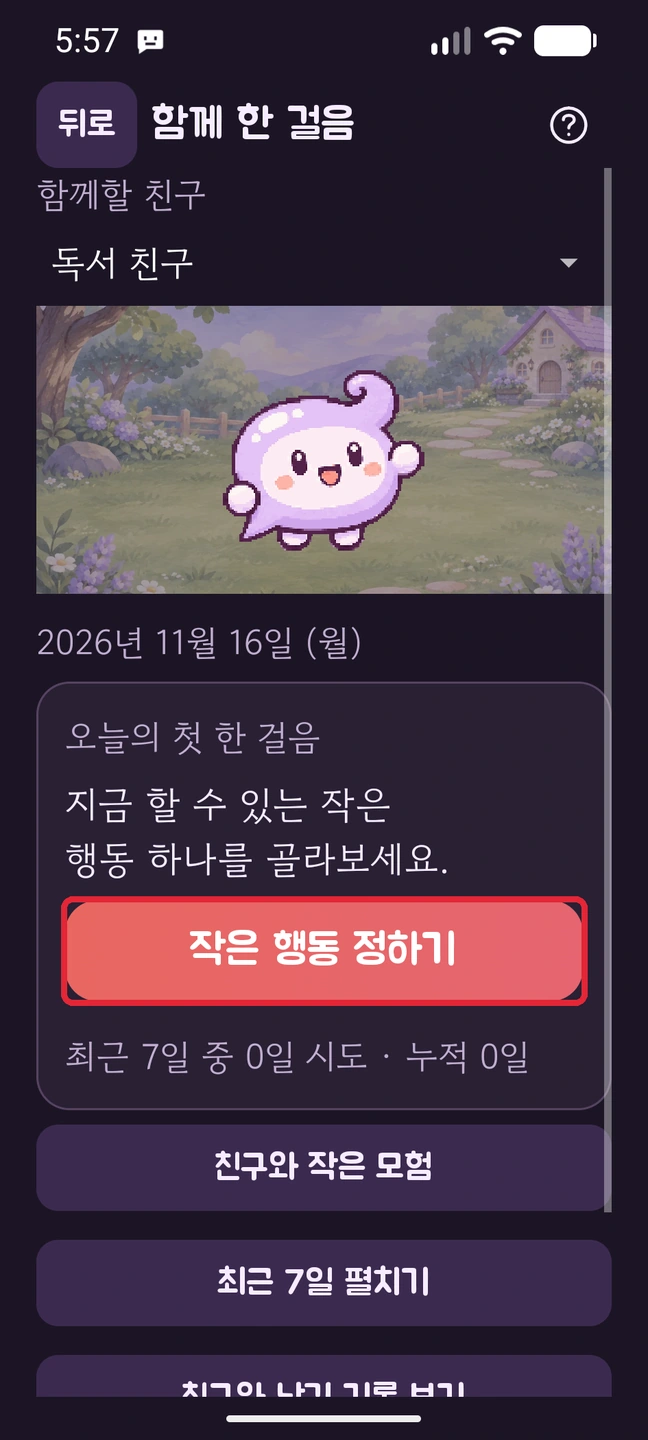 5:57
뒤로 함께 한 걸음
함께할 친구
독서 친구
2026년 11월 16일 (월)
오늘의 첫 한 걸음
지금 할 수 있는 작은
행동 하나를 골라보세요.
작은 행동 정하기
최근 7일 중 0일 시도 · 누적 0일
친구와 작은 모험
최근 7일 펼치기